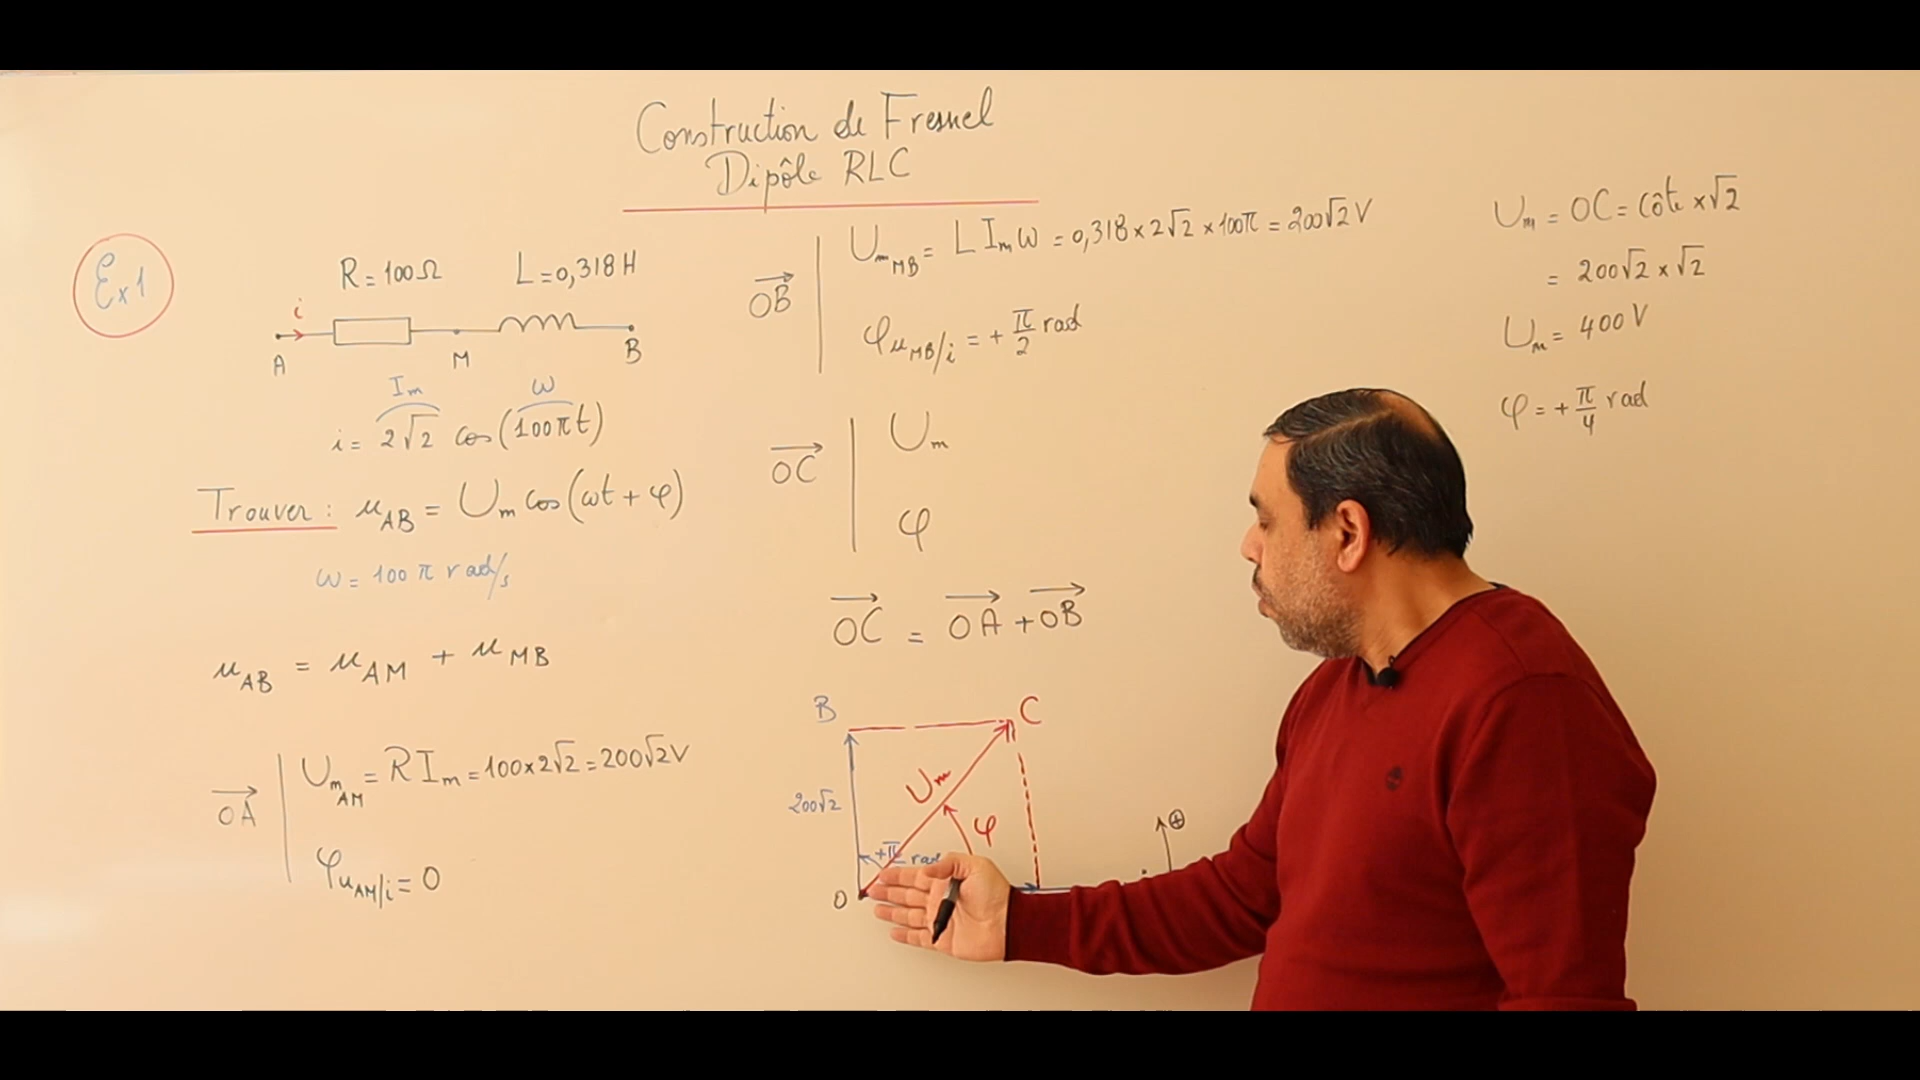 Construction de Fresnel
Dipôle RLC
Ex1
R = 100 Ω L = 0,318 H
i
A M B
Im ω
i = 2√2 cos(100πt)
Trouver : uAB = Um cos(ωt + φ)
ω = 100 π rad/s
uAB = uAM + uMB
OA
UmAM = R Im = 100×2√2 = 200√2 V
φuAM/i = 0
OB
UmMB = L Im ω = 0,318 × 2√2 × 100π = 200√2 V
φuMB/i = + π/2 rad
OC
Um
φ
OC = OA + OB
B C
200√2
Um
φ
+π rad
O
⊕
Um = OC = Côté × √2
= 200√2 × √2
Um = 400 V
φ = + π/4 rad